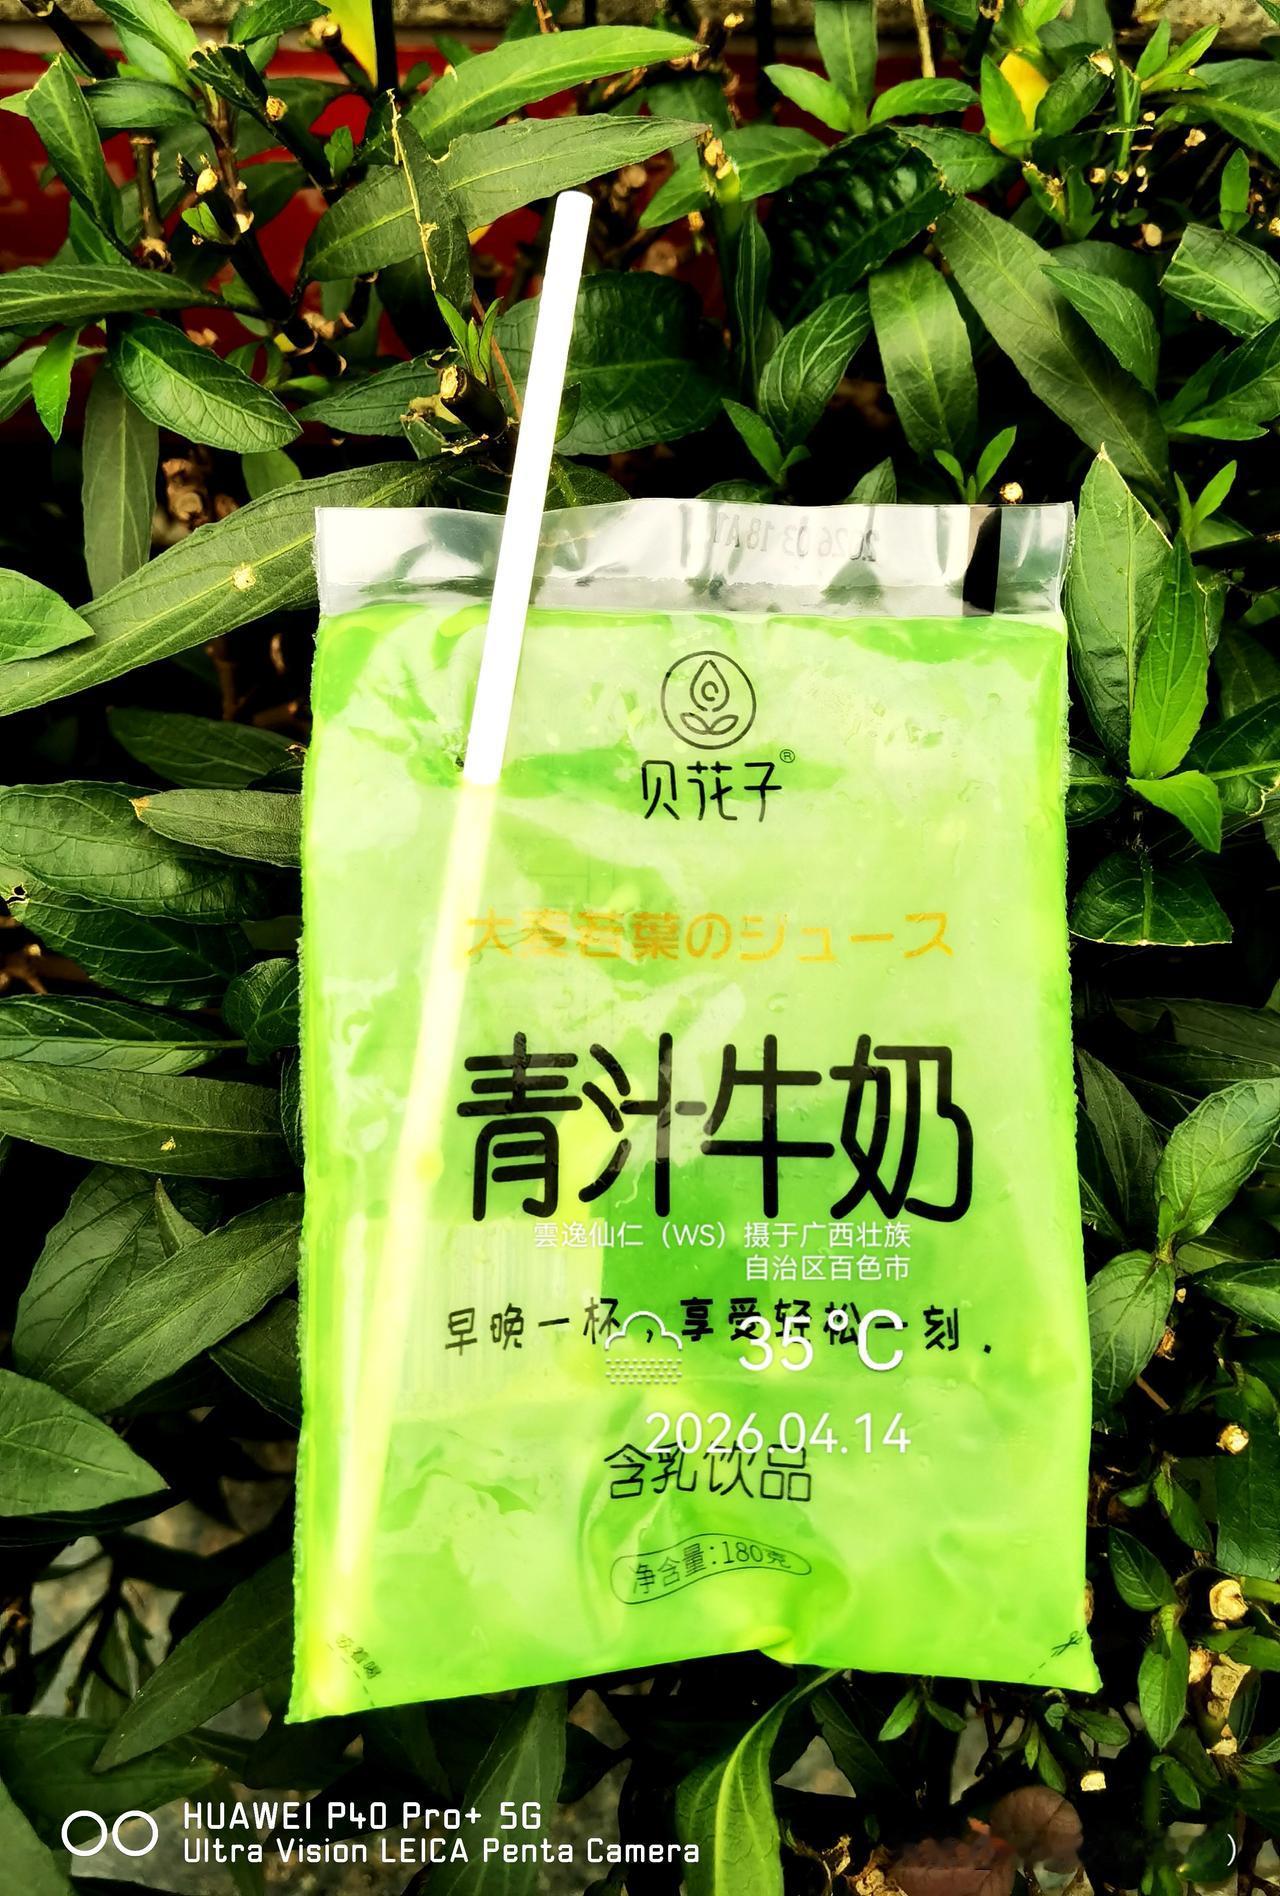 2026 03 18 A1
贝花子®
大麦若葉のジュース
青汁牛奶
雲逸仙仁（WS）摄于广西壮族
自治区百色市
早晚一杯，享受轻松一刻.
35°C
2026.04.14
含乳饮品
净含量:180克
HUAWEI P40 Pro+ 5G
Ultra Vision LEICA Penta Camera